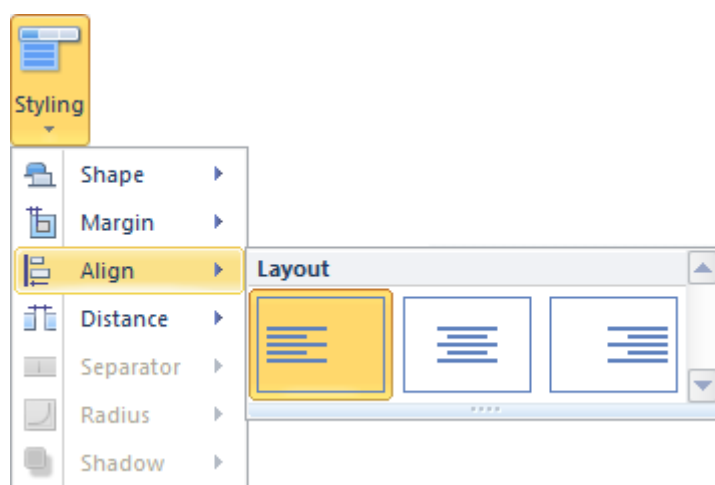 Styling
Shape
Margin
Align
Layout
Distance
Separator
Radius
Shadow